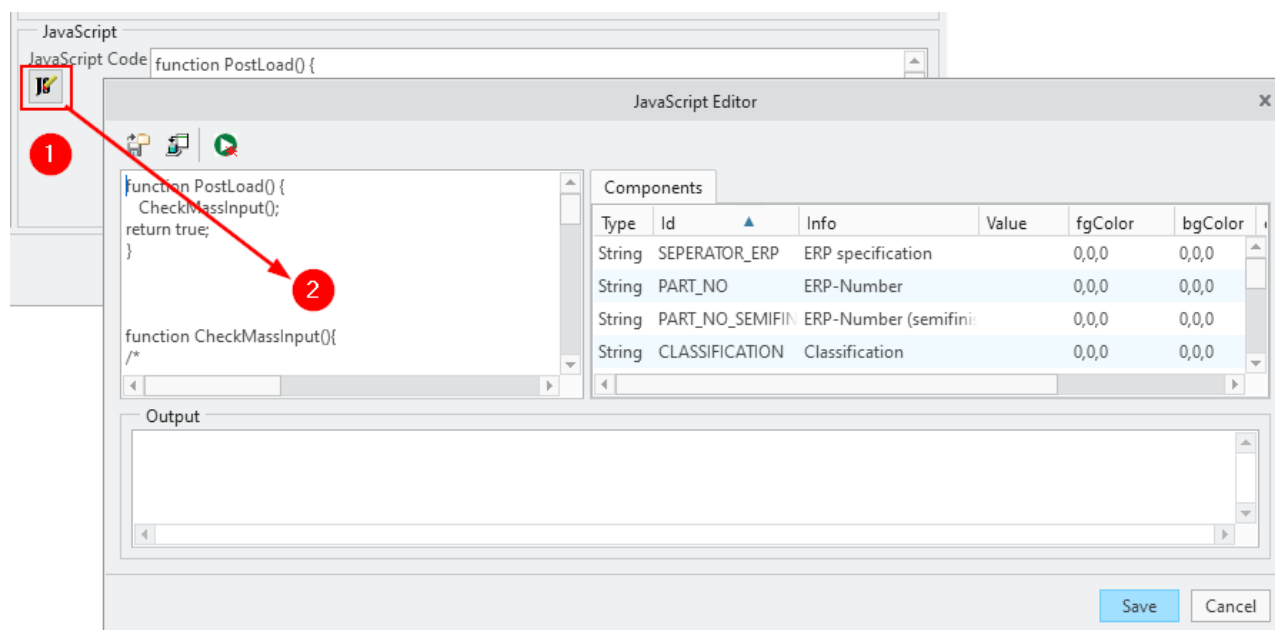 JavaScript
JavaScript Code
function PostLoad() {
JS
1
JavaScript Editor
x
function PostLoad() {
CheckMassInput();
return true;
}
2
function CheckMassInput(){
/*
Components
Type Id Info Value fgColor bgColor
String SEPERATOR_ERP ERP specification 0,0,0 0,0,0
String PART_NO ERP-Number 0,0,0 0,0,0
String PART_NO_SEMIFIN ERP-Number (semifinis 0,0,0 0,0,0
String CLASSIFICATION Classification 0,0,0 0,0,0
Output
Save Cancel